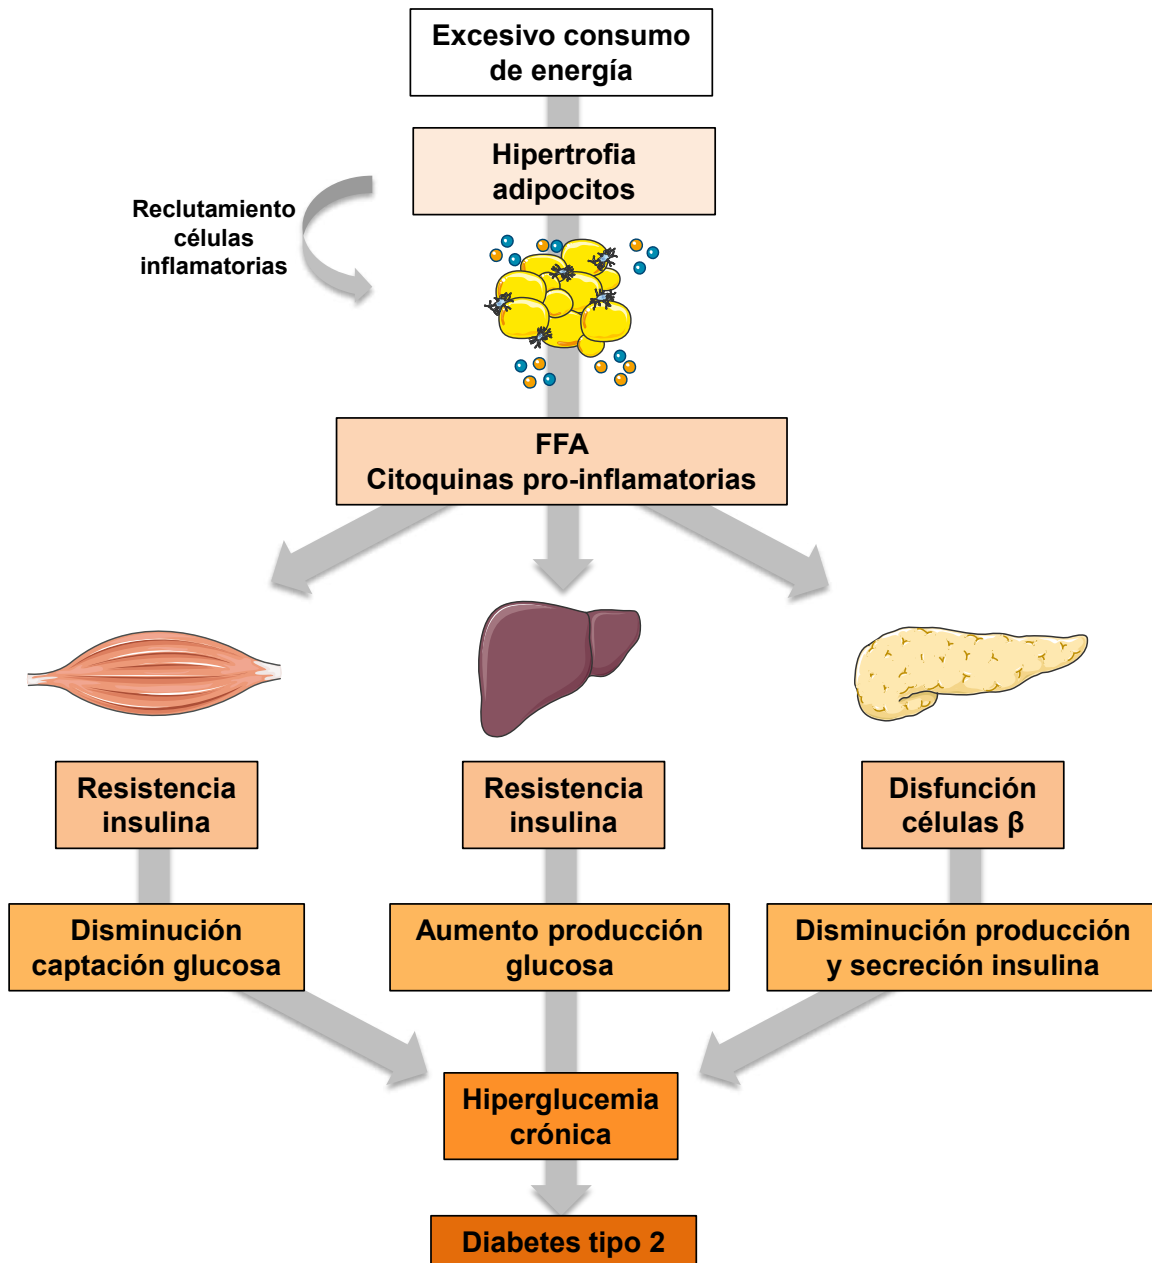 Excesivo consumo
de energía
Hipertrofia
adipocitos
Reclutamiento
células
inflamatorias
FFA
Citoquinas pro-inflamatorias
Resistencia
insulina
Resistencia
insulina
Disfunción
células β
Disminución
captación glucosa
Aumento producción
glucosa
Disminución producción
y secreción insulina
Hiperglucemia
crónica
Diabetes tipo 2